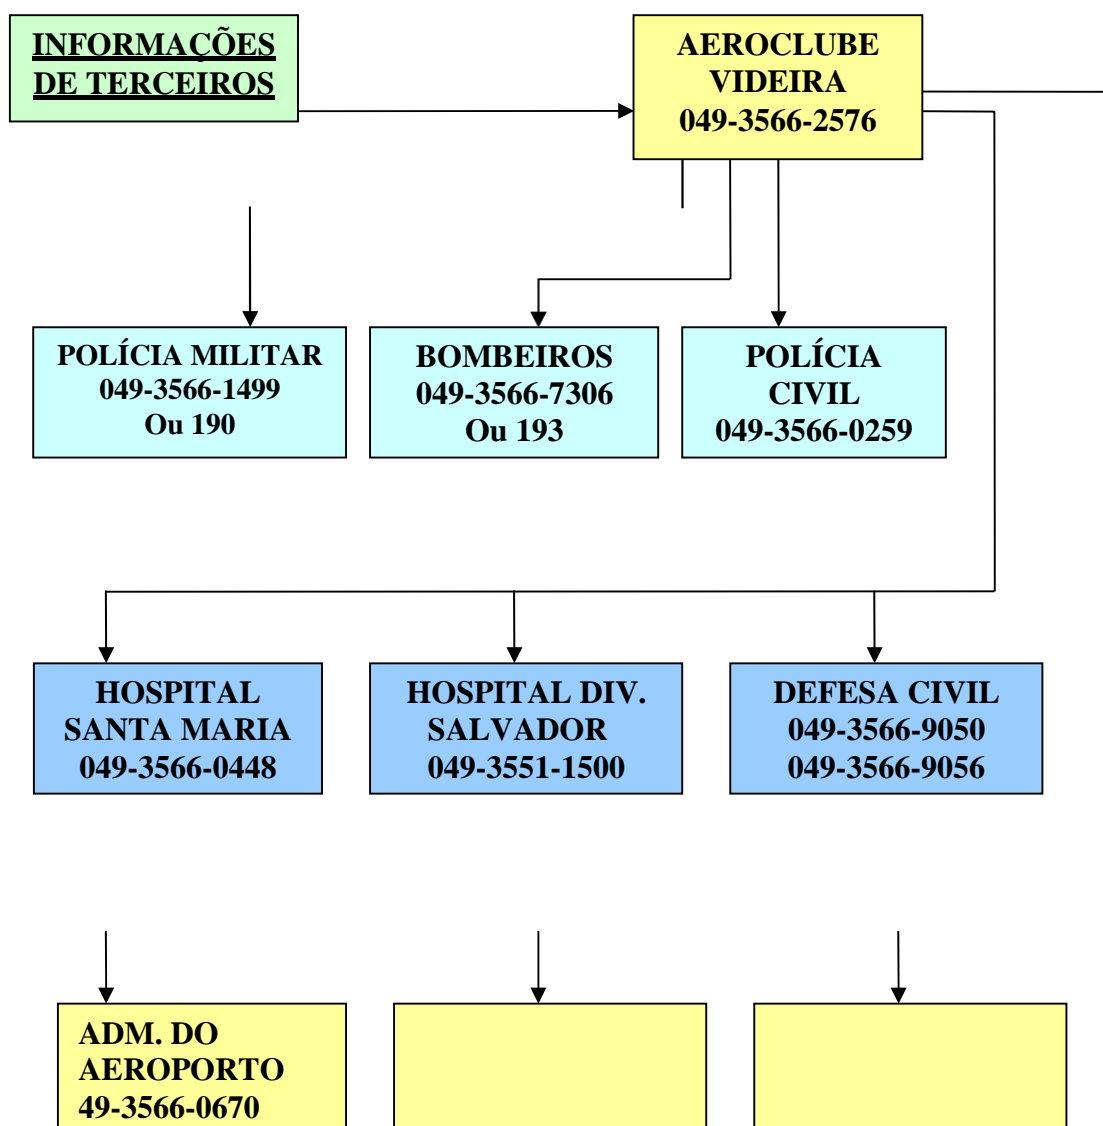 INFORMAÇÕES
DE TERCEIROS
AEROCLUBE
VIDEIRA
049-3566-2576
POLÍCIA MILITAR
049-3566-1499
Ou 190
BOMBEIROS
049-3566-7306
Ou 193
POLÍCIA
CIVIL
049-3566-0259
HOSPITAL
SANTA MARIA
049-3566-0448
HOSPITAL DIV.
SALVADOR
049-3551-1500
DEFESA CIVIL
049-3566-9050
049-3566-9056
ADM. DO
AEROPORTO
49-3566-0670